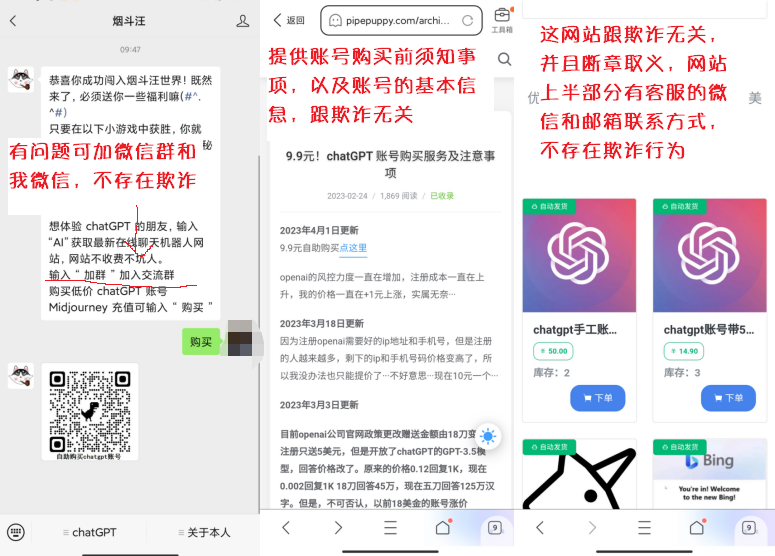 烟斗汪
09:47
恭喜你成功闯入烟斗汪世界！既然
来了，必须送你一些福利嘛(#^.
^#)
只要在以下小游戏中获胜，你就
秘
有问题可加微信群和
我微信，不存在欺诈
想体验 chatGPT 的朋友，输入
“AI”获取最新在线聊天机器人网
站，网站不收费不坑人。
输入“ 加群 ”加入交流群
购买低价 chatGPT 账号
Midjourney 充值可输入 “ 购买 ”
购买
自助购买chatgpt账号
≡ chatGPT
≡ 关于本人
返回
pipepuppy.com/archi...
工具箱
提供账号购买前须知事
项，以及账号的基本信
息，跟欺诈无关
9.9元！chatGPT 账号购买服务及注意事
项
2023-02-24 / 1,869 阅读 / 已收录
2023年4月1日更新
9.9元自助购买点这里
openai的风控力度一直在增加，注册成本一直在上
升，我的价格一直在+1元上涨，实属无奈…
2023年3月18日更新
因为注册openai需要好的ip地址和手机号，但是注册
的人越来越多，剩下的ip和手机号码价格变高了，所
以我没办法也只能提价了…不好意思…现在10元一个…
2023年3月3日更新
目前openai公司官网政策更改赠送金额由18刀变
注册只送5美元，但是开放了chatGPT的GPT-3.5模
型，回答价格改了。原来的价格0.12回复1K，现在
0.002回复1K 18刀回答45万，现在五刀回答125万汉
字。但是，不可否认，以前18美金的账号涨价
9
这网站跟欺诈无关，
并且断章取义，网站
上半部分有客服的微
信和邮箱联系方式，
不存在欺诈行为
优
美
自动发货
自动发货
chatgpt手工账...
chatgpt账号带5...
50.00
14.90
库存：2
库存：3
下单
下单
自动发货
自动发货
Bing
You're in! Welcome
to the new Bing!
9